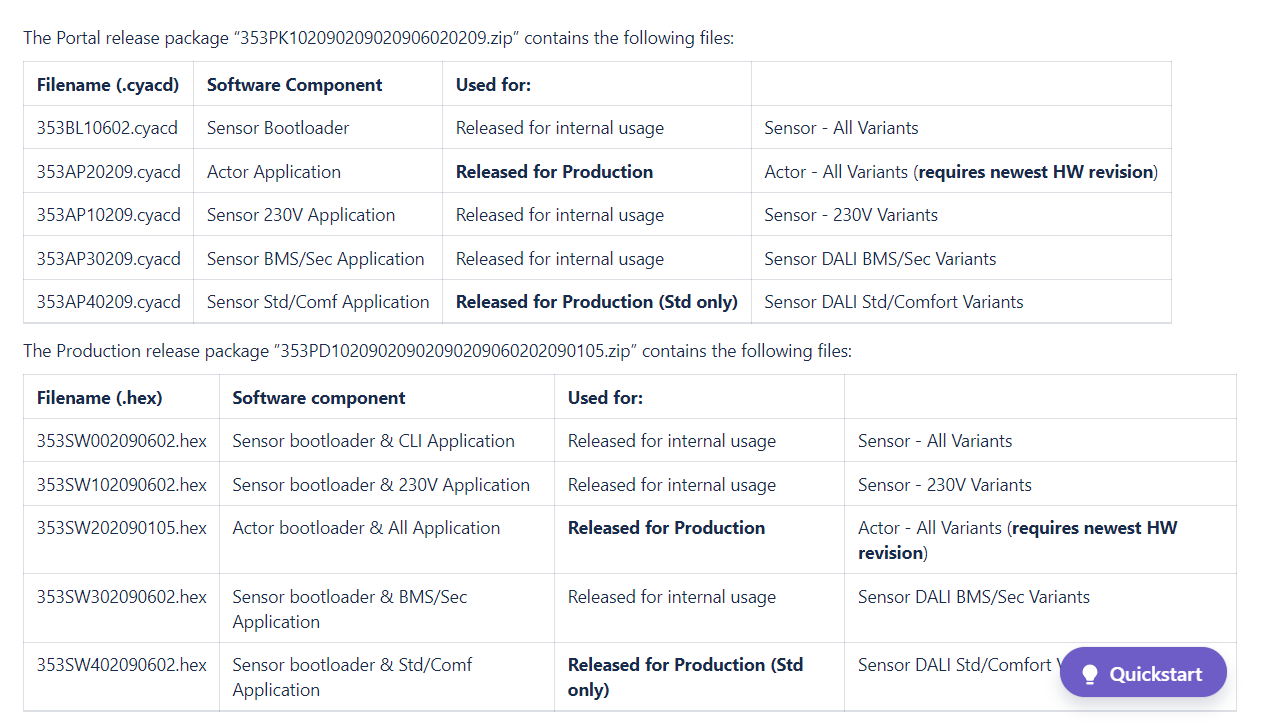 The Portal release package “353PK102090209020906020209.zip” contains the following files:
Filename (.cyacd) Software Component Used for:
353BL10602.cyacd Sensor Bootloader Released for internal usage Sensor - All Variants
353AP20209.cyacd Actor Application Released for Production Actor - All Variants (requires newest HW revision)
353AP10209.cyacd Sensor 230V Application Released for internal usage Sensor - 230V Variants
353AP30209.cyacd Sensor BMS/Sec Application Released for internal usage Sensor DALI BMS/Sec Variants
353AP40209.cyacd Sensor Std/Comf Application Released for Production (Std only) Sensor DALI Std/Comfort Variants
The Production release package ”353PD10209020902090209060202090105.zip” contains the following files:
Filename (.hex) Software component Used for:
353SW002090602.hex Sensor bootloader & CLI Application Released for internal usage Sensor - All Variants
353SW102090602.hex Sensor bootloader & 230V Application Released for internal usage Sensor - 230V Variants
353SW202090105.hex Actor bootloader & All Application Released for Production Actor - All Variants (requires newest HW
revision)
353SW302090602.hex Sensor bootloader & BMS/Sec Released for internal usage Sensor DALI BMS/Sec Variants
Application
353SW402090602.hex Sensor bootloader & Std/Comf Released for Production (Std Sensor DALI Std/Comfort
Application only)
Quickstart